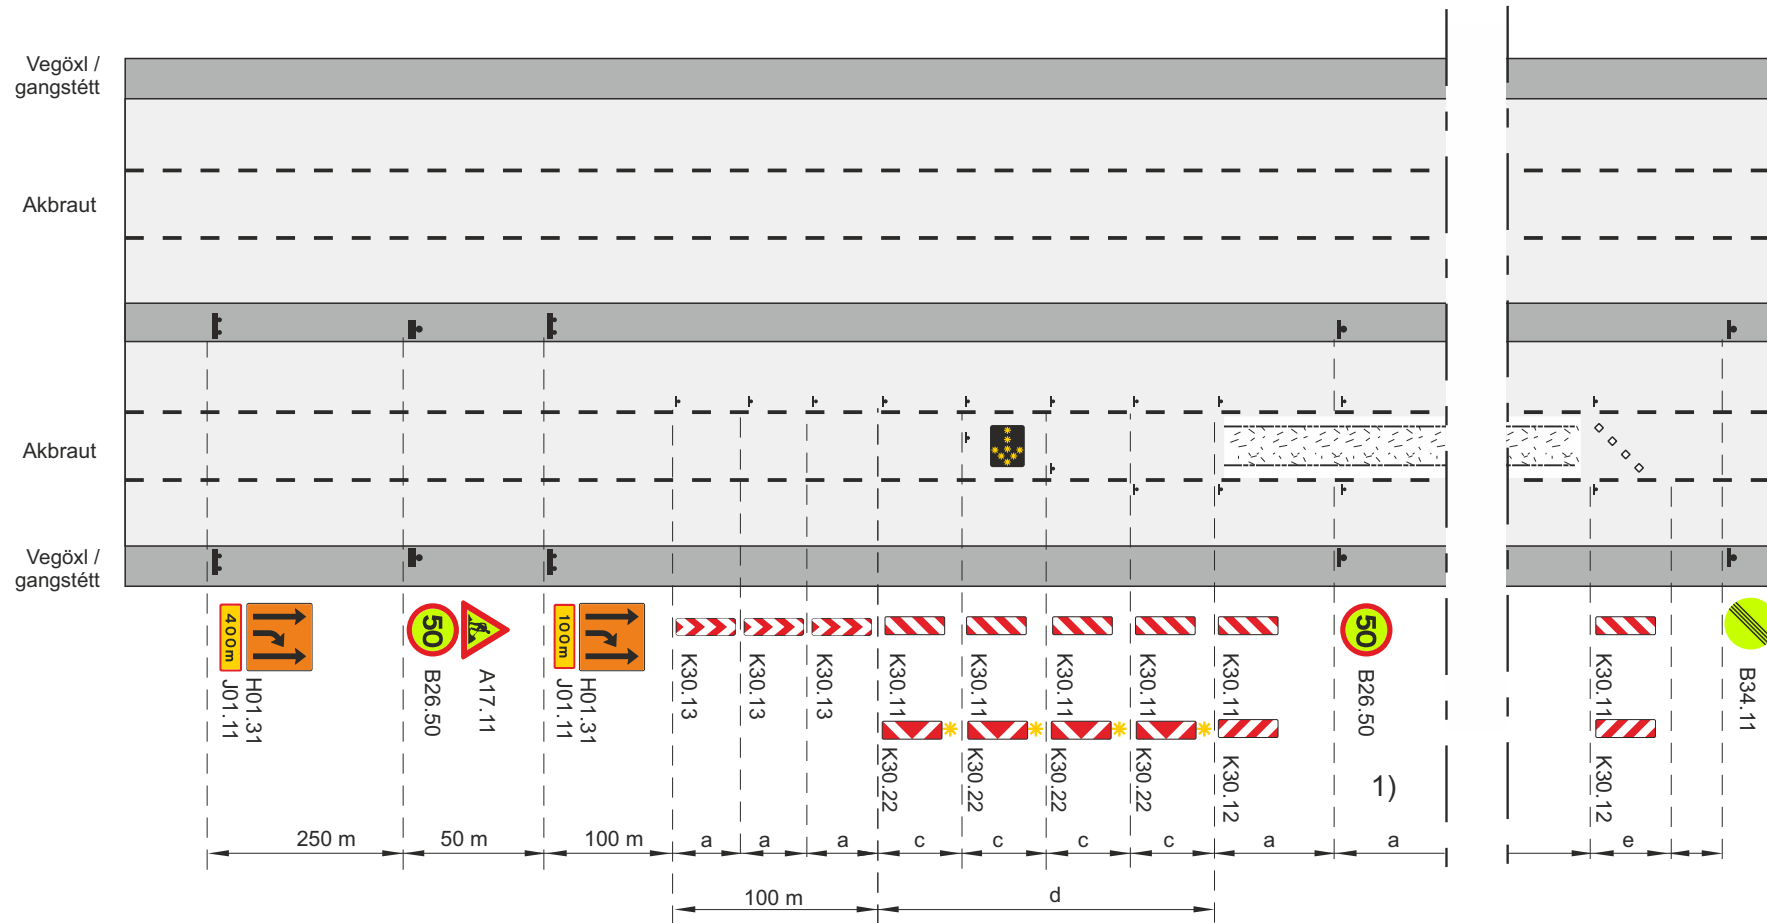 Vegöxl /
gangstétt
Akbraut
Akbraut
Vegöxl /
gangstétt
400m
J01.11
H01.31
50
B26.50
A17.11
100m
J01.11
H01.31
K30.13
K30.13
K30.13
K30.11
K30.22
K30.11
K30.22
K30.11
K30.22
K30.11
K30.22
K30.11
K30.12
50
B26.50
1)
K30.11
K30.12
B34.11
250 m
50 m
100 m
a
a
a
c
c
c
c
a
a
e
100 m
d